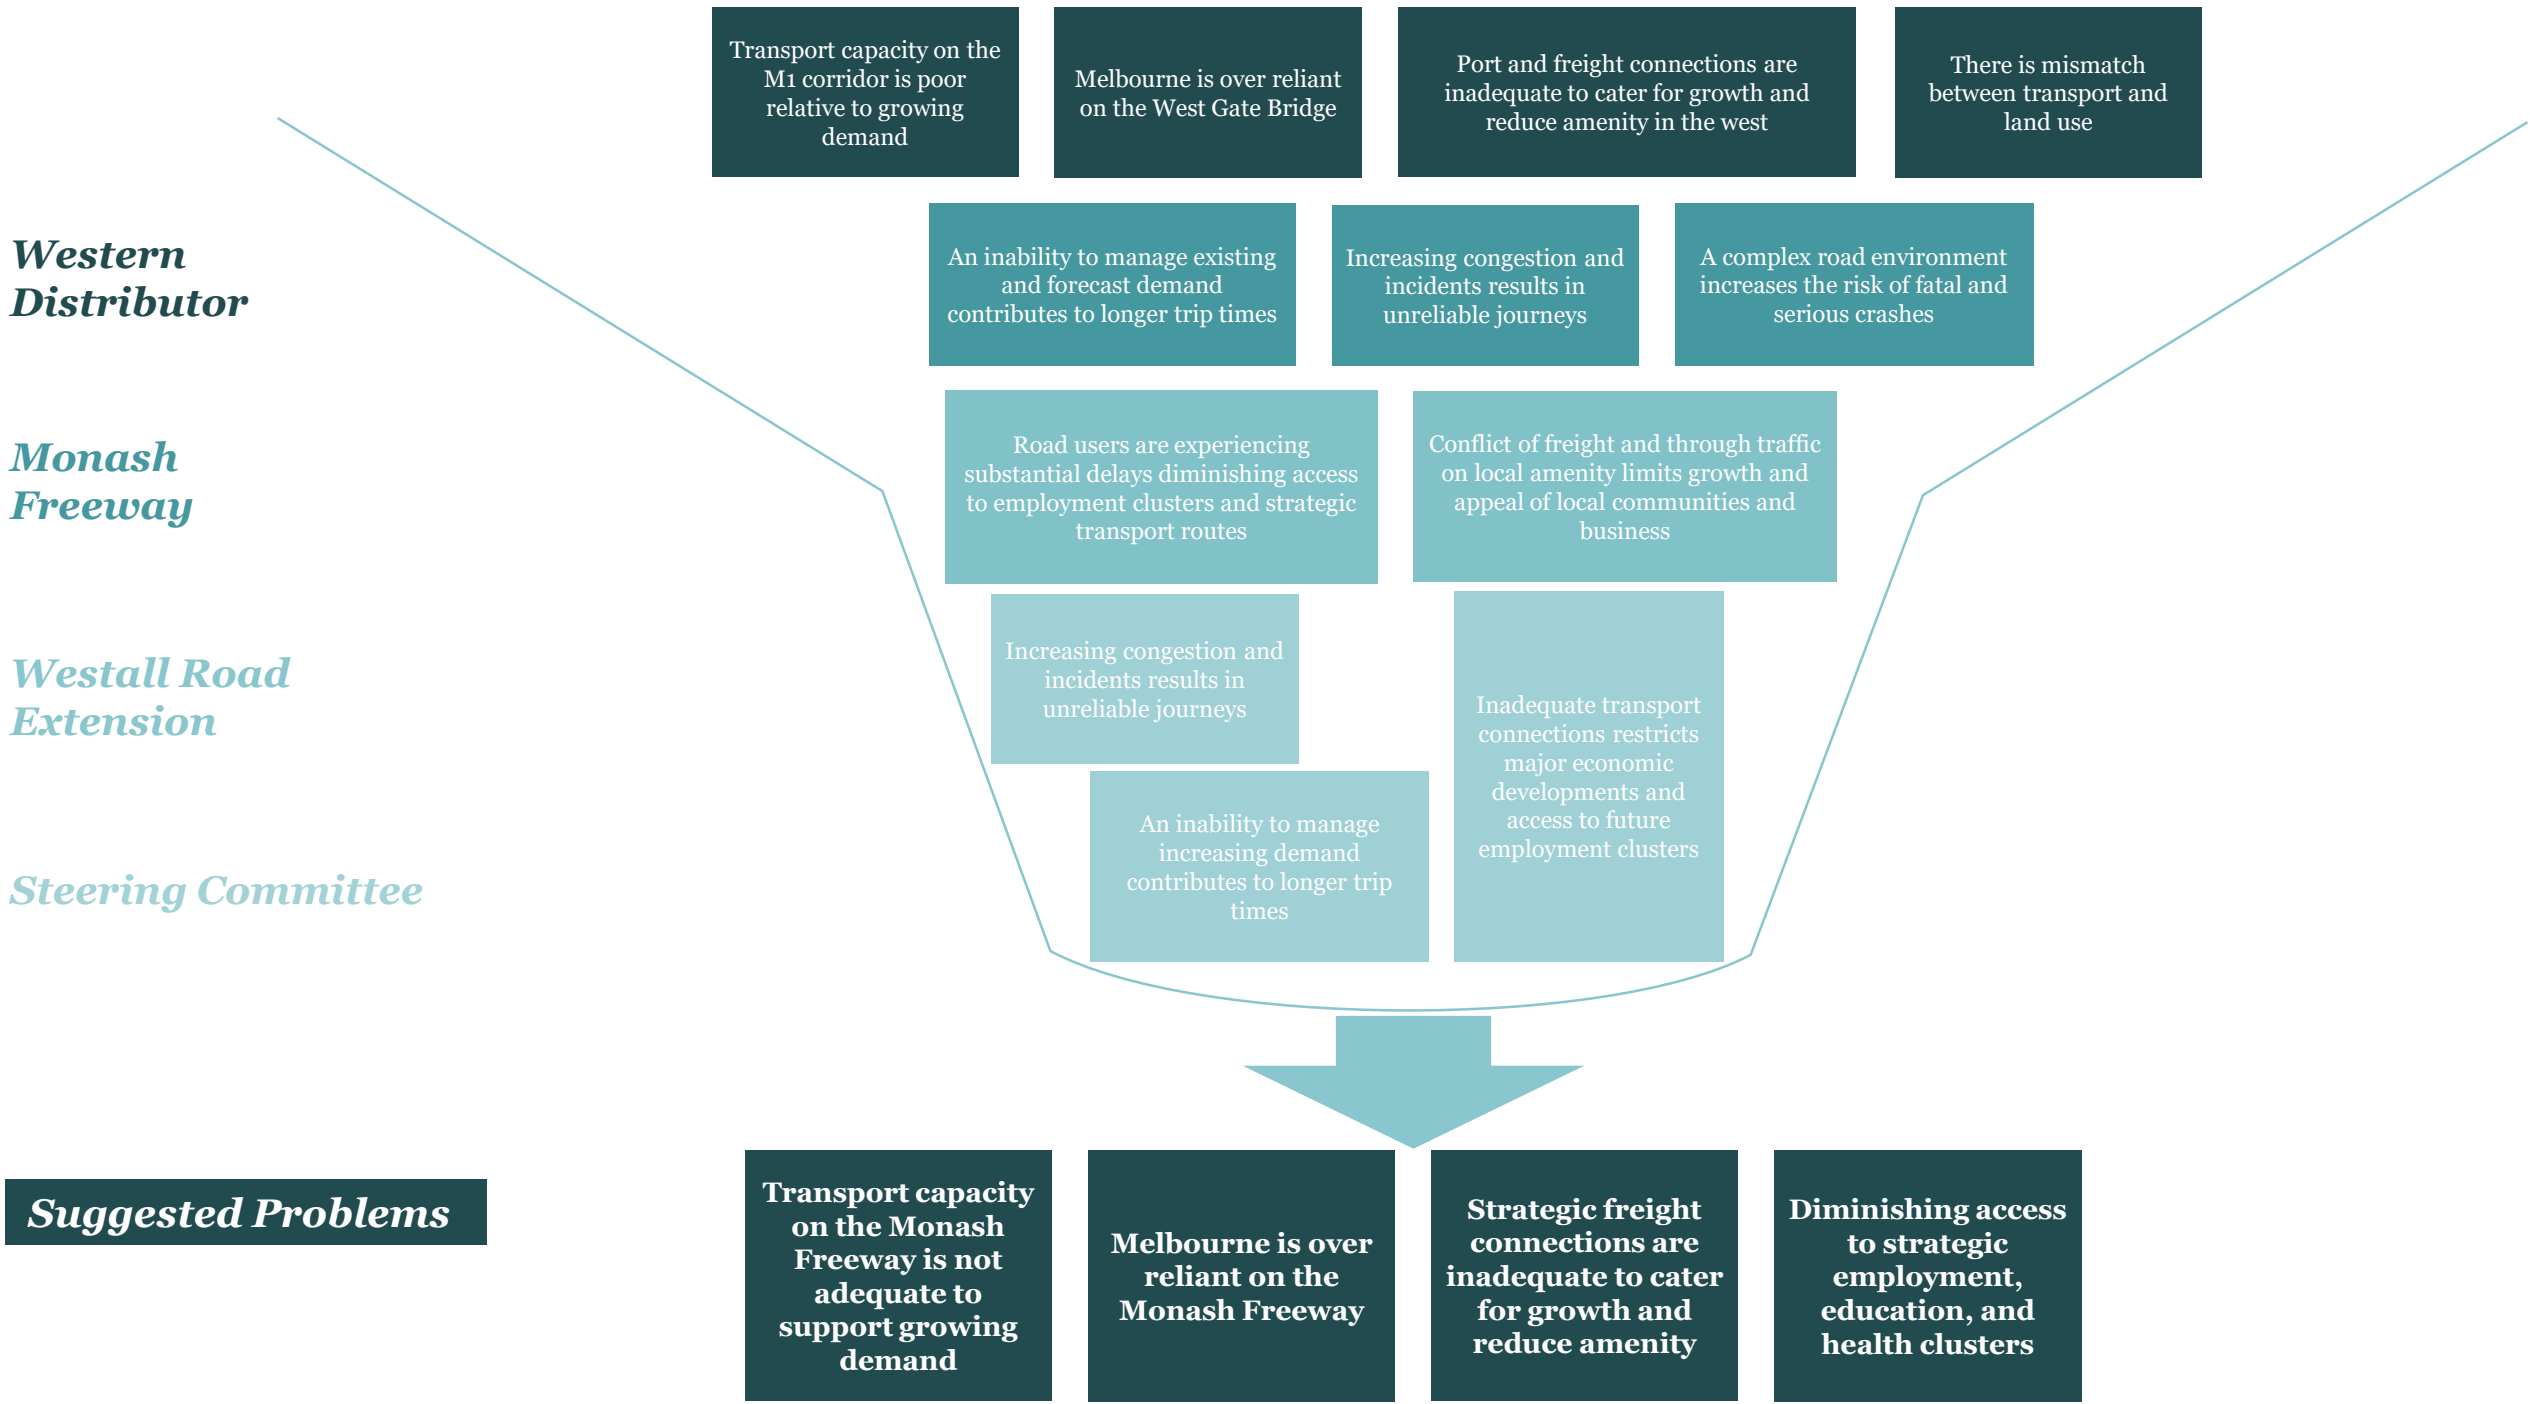 Transport capacity on the
M1 corridor is poor
relative to growing
demand
Melbourne is over reliant
on the West Gate Bridge
Port and freight connections are
inadequate to cater for growth and
reduce amenity in the west
There is mismatch
between transport and
land use
Western
Distributor
An inability to manage existing
and forecast demand
contributes to longer trip times
Increasing congestion and
incidents results in
unreliable journeys
A complex road environment
increases the risk of fatal and
serious crashes
Monash
Freeway
Road users are experiencing
substantial delays diminishing access
to employment clusters and strategic
transport routes
Conflict of freight and through traffic
on local amenity limits growth and
appeal of local communities and
business
Westall Road
Extension
Increasing congestion and
incidents results in
unreliable journeys
Inadequate transport
connections restricts
major economic
developments and
access to future
employment clusters
Steering Committee
An inability to manage
increasing demand
contributes to longer trip
times
Suggested Problems
Transport capacity
on the Monash
Freeway is not
adequate to
support growing
demand
Melbourne is over
reliant on the
Monash Freeway
Strategic freight
connections are
inadequate to cater
for growth and
reduce amenity
Diminishing access
to strategic
employment,
education, and
health clusters